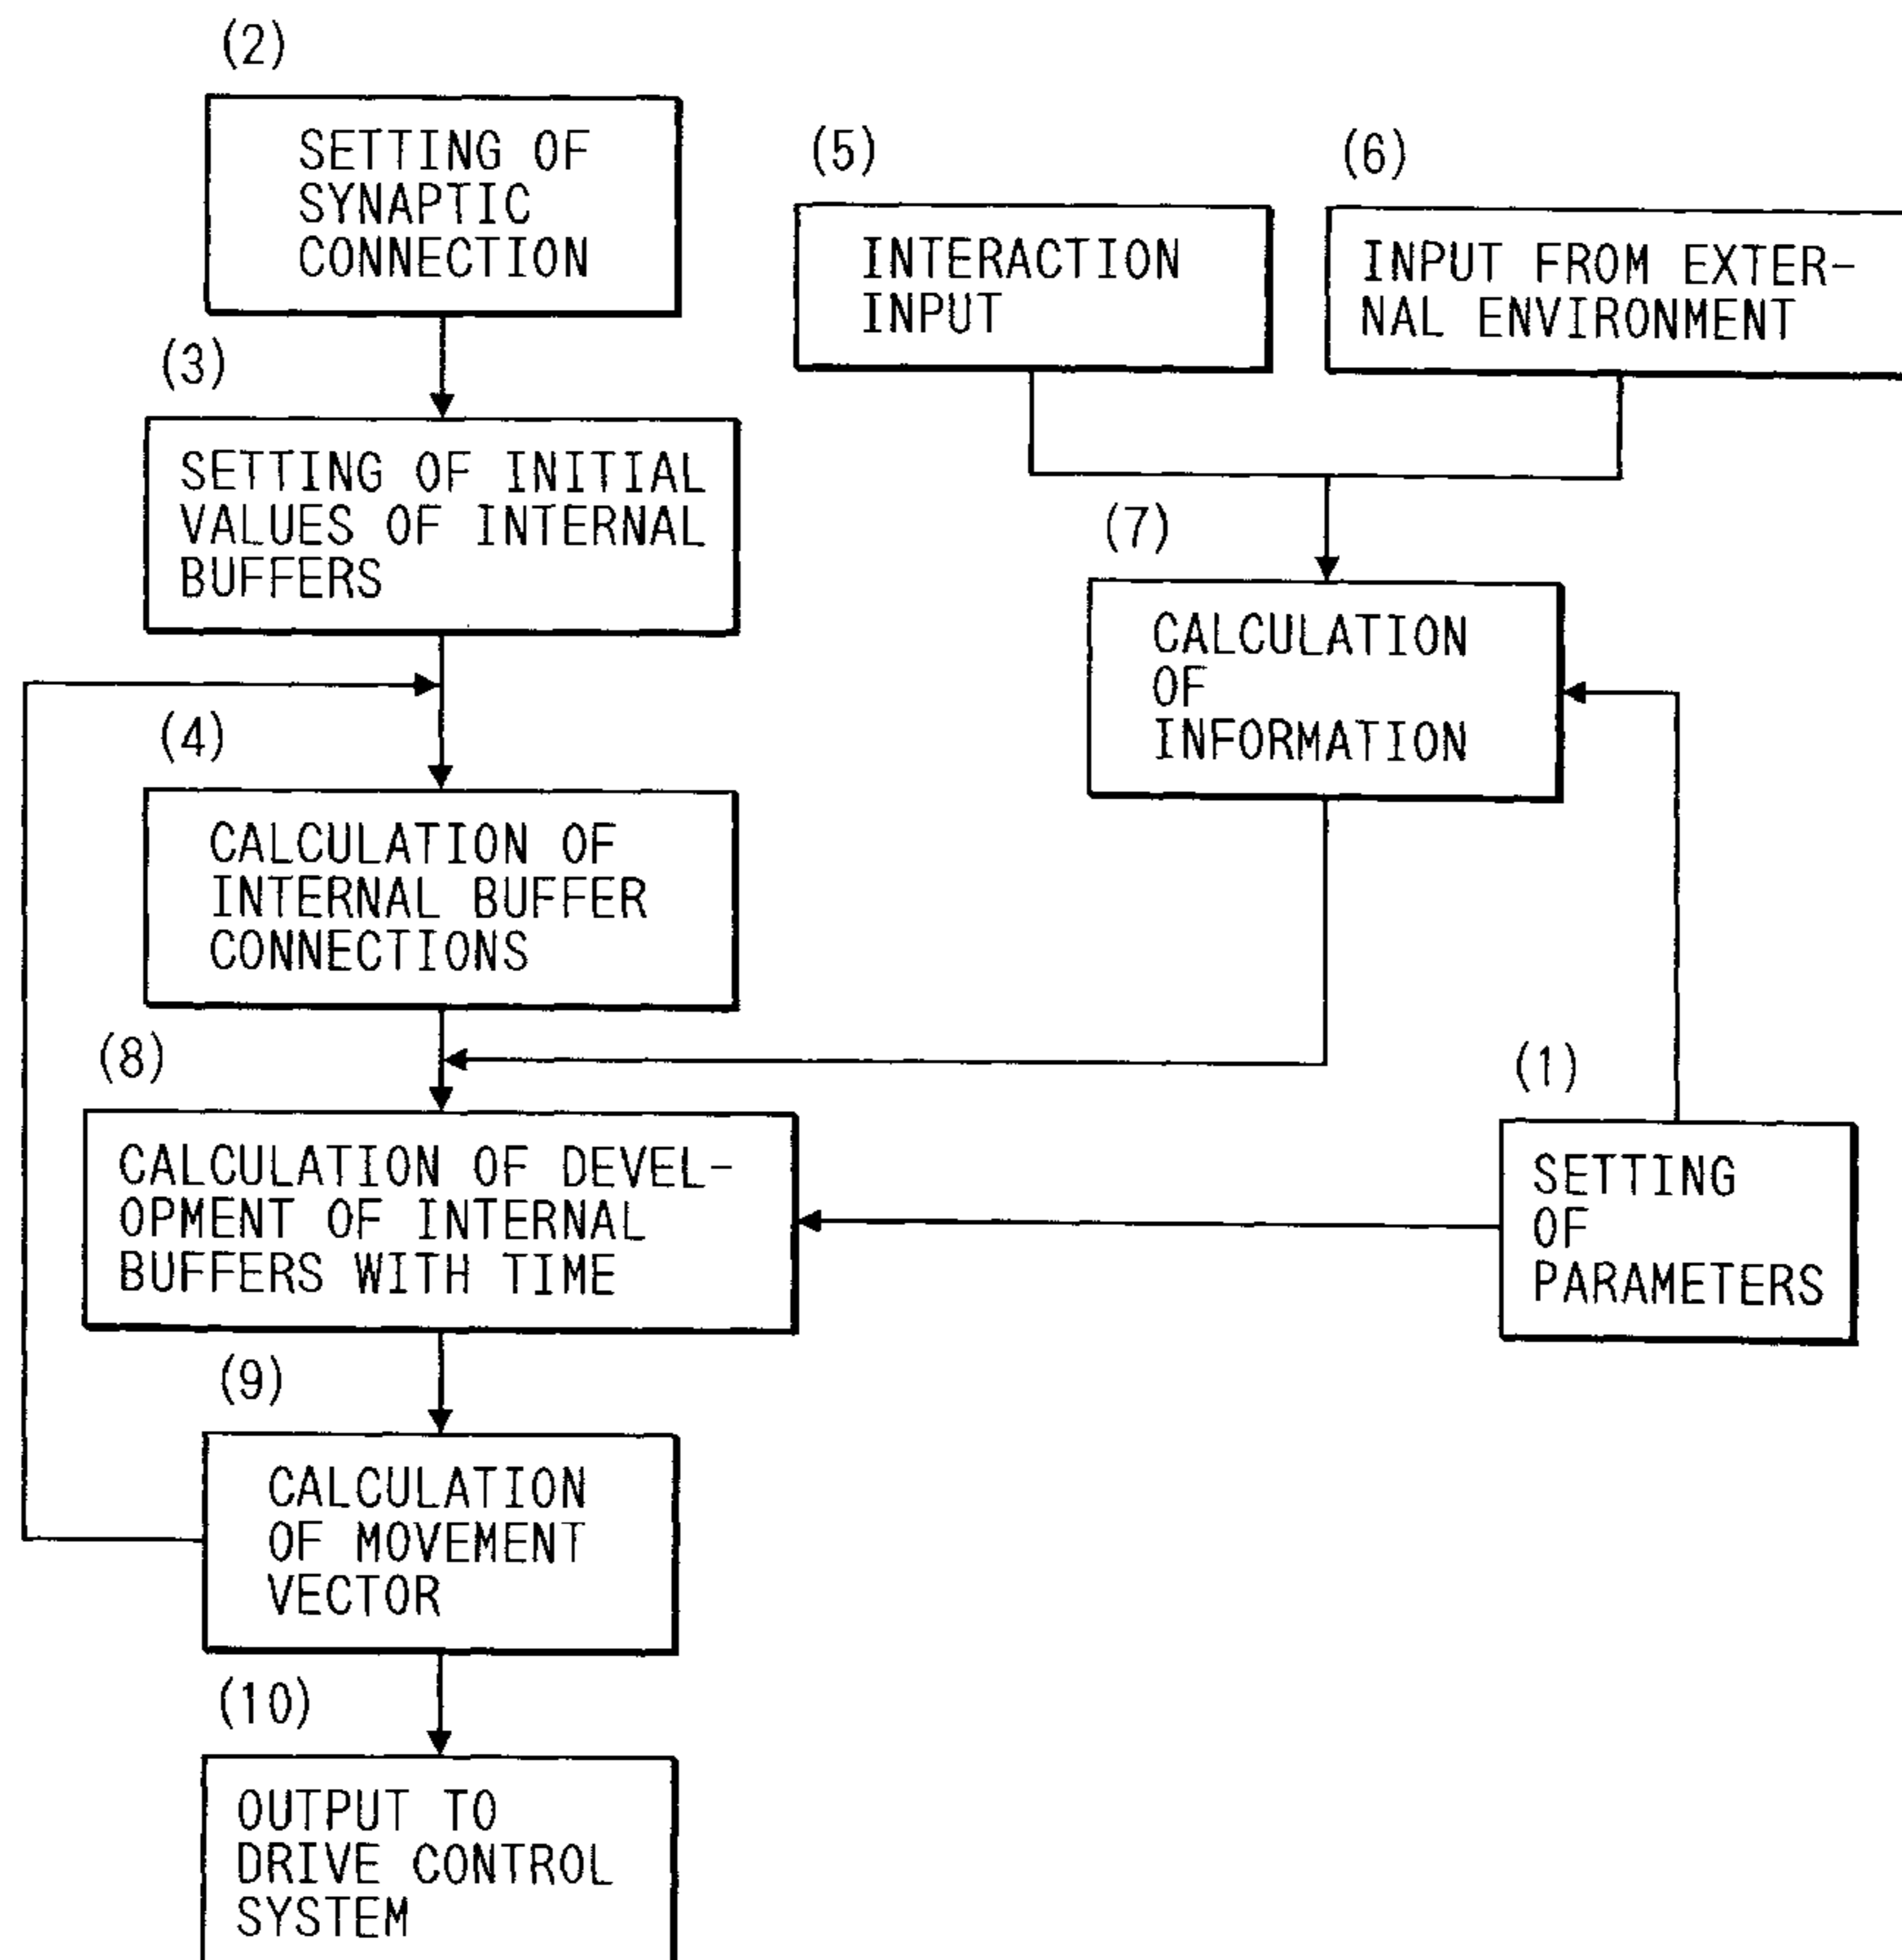 (2)
SETTING OF
SYNAPTIC
CONNECTION
(5)
INTERACTION
INPUT
(6)
INPUT FROM EXTER-
NAL ENVIRONMENT
(3)
SETTING OF INITIAL
VALUES OF INTERNAL
BUFFERS
(7)
CALCULATION
OF
INFORMATION
(4)
CALCULATION OF
INTERNAL BUFFER
CONNECTIONS
(8)
CALCULATION OF DEVEL-
OPMENT OF INTERNAL
BUFFERS WITH TIME
(1)
SETTING
OF
PARAMETERS
(9)
CALCULATION
OF MOVEMENT
VECTOR
(10)
OUTPUT TO
DRIVE CONTROL
SYSTEM